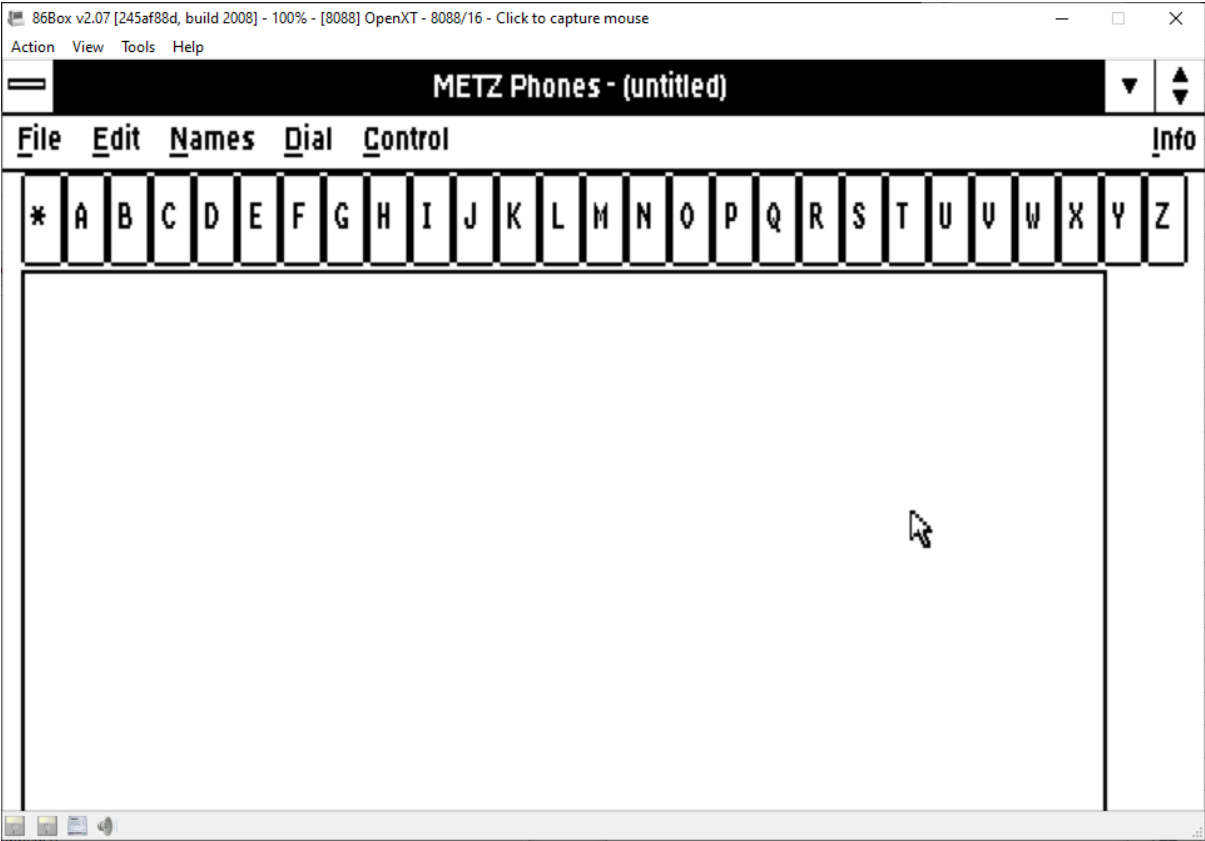 86Box v2.07 [245af88d, build 2008] - 100% - [8088] OpenXT - 8088/16 - Click to capture mouse
Action View Tools Help
METZ Phones - (untitled)
File Edit Names Dial Control Info
* A B C D E F G H I J K L M N O P Q R S T U V W X Y Z